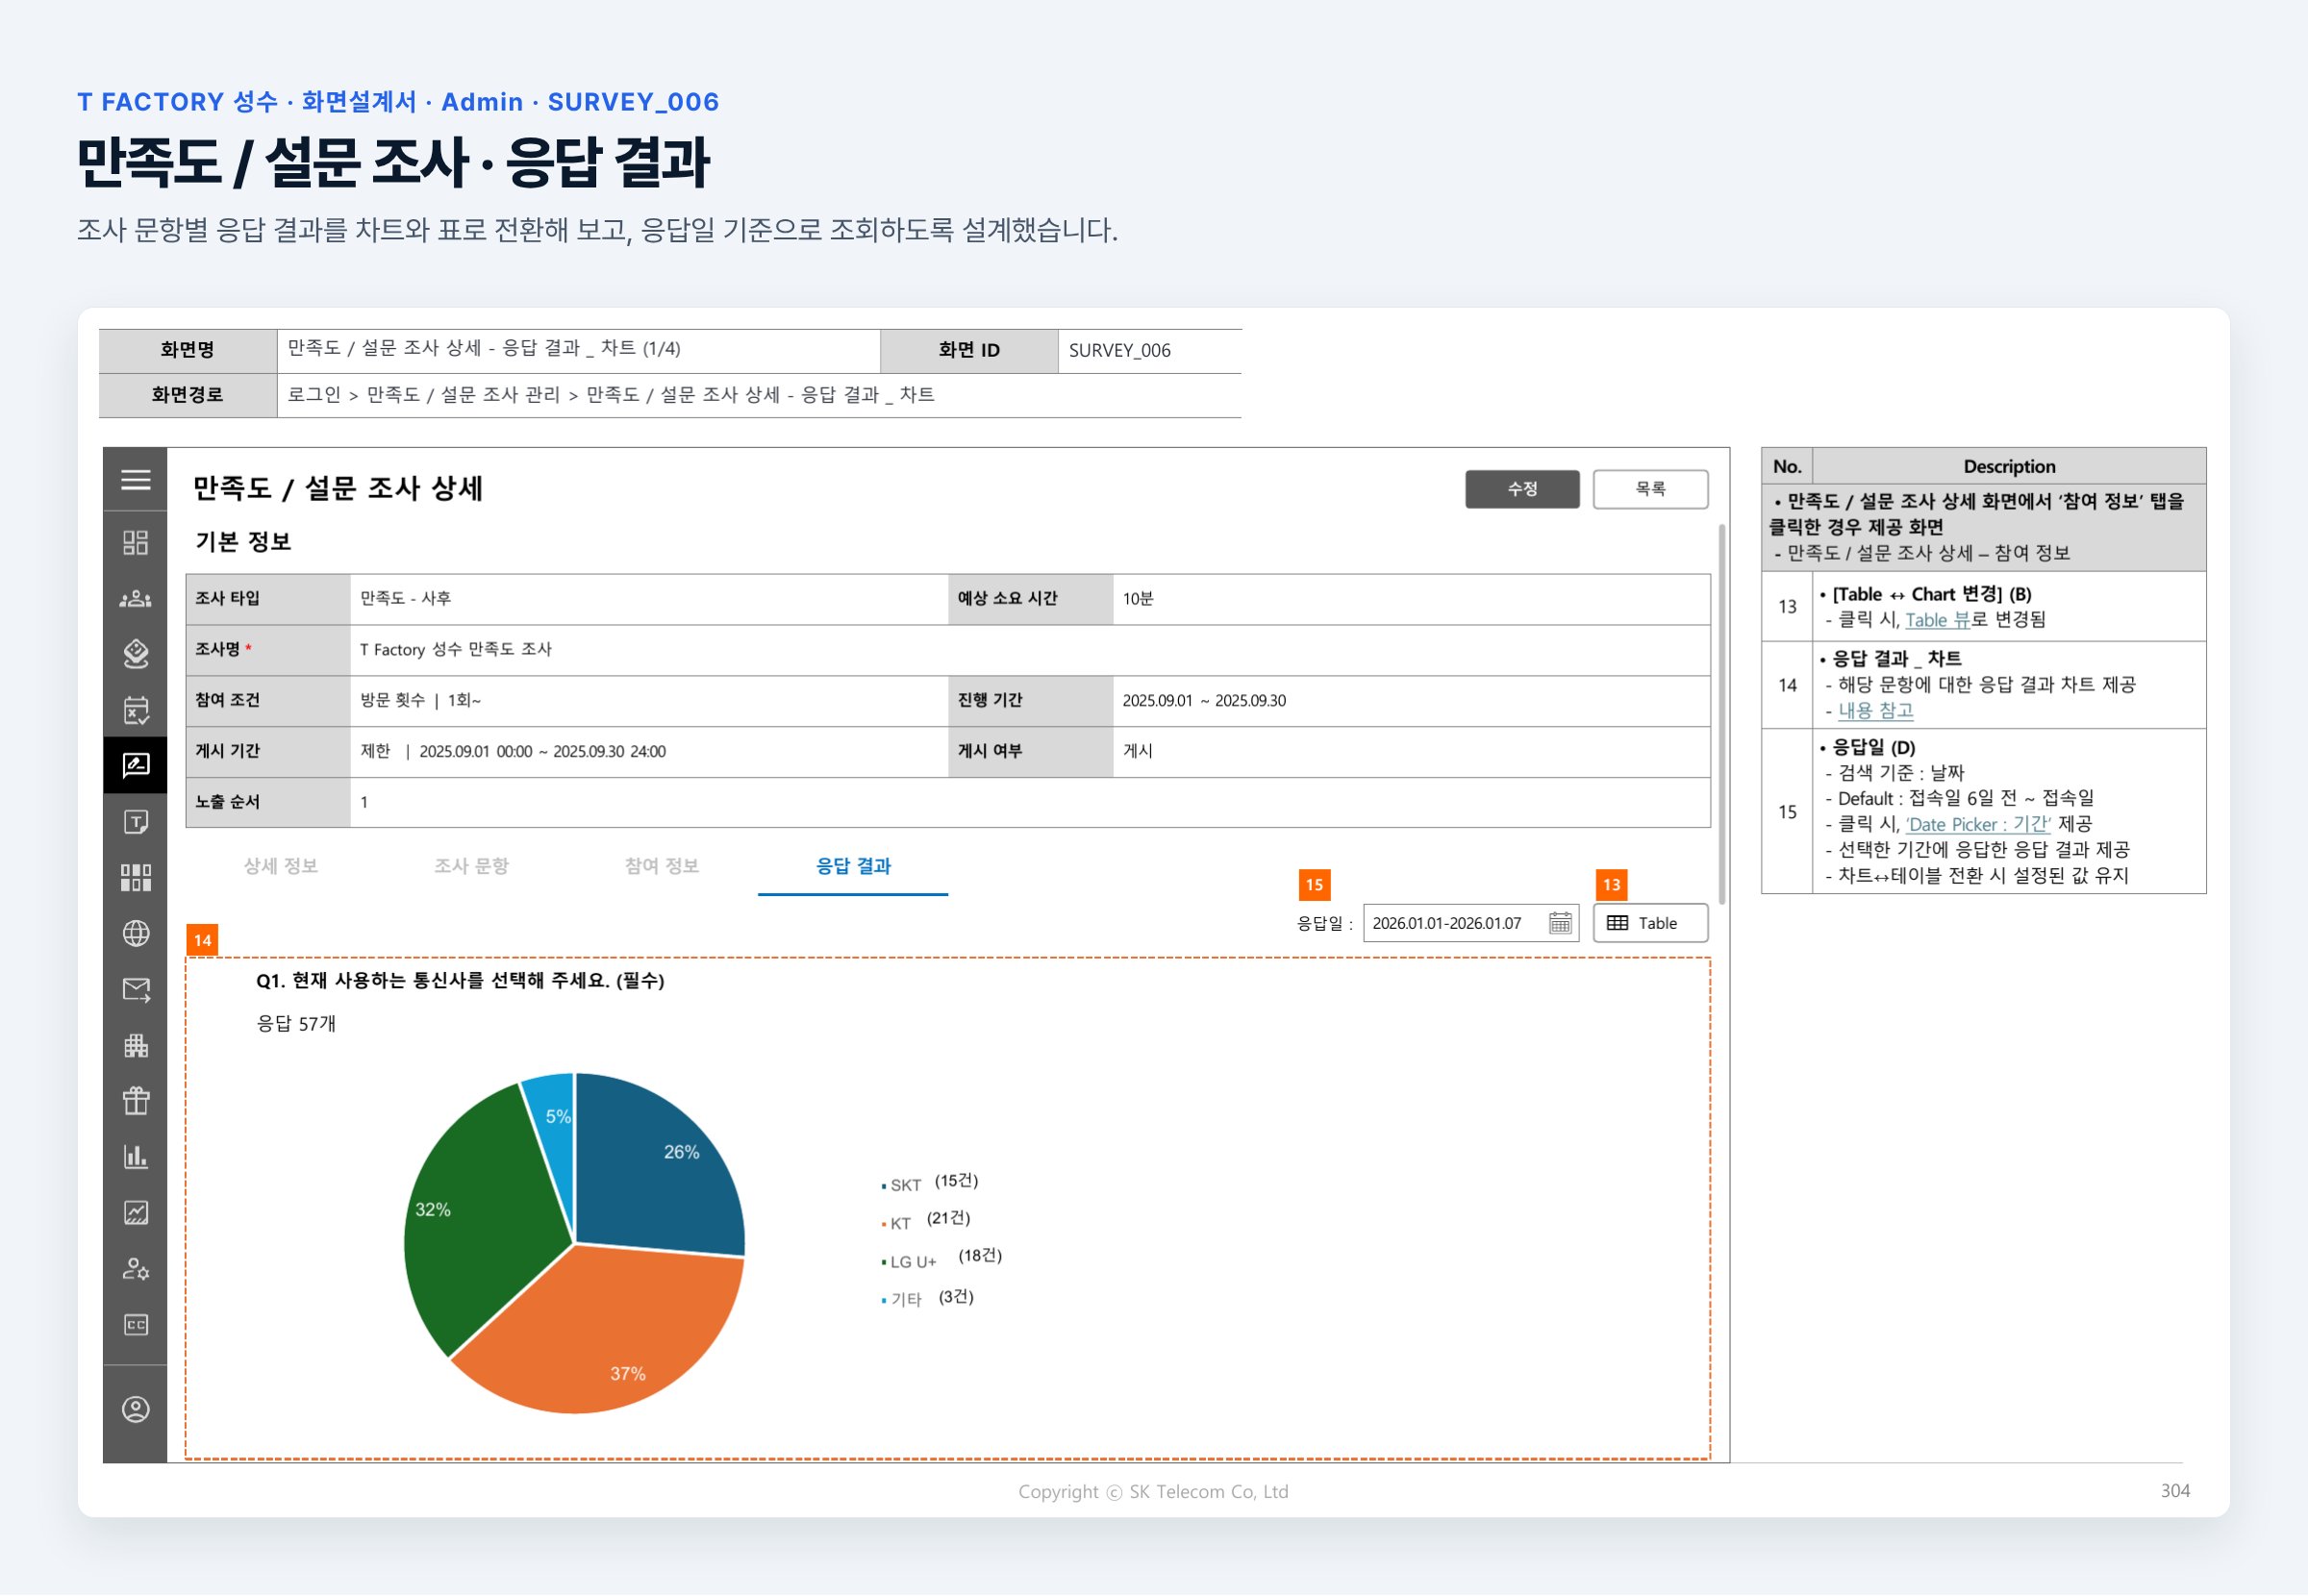 T FACTORY 성수 · 화면설계서 · Admin · SURVEY_006
만족도 / 설문 조사 · 응답 결과
조사 문항별 응답 결과를 차트와 표로 전환해 보고, 응답일 기준으로 조회하도록 설계했습니다.
화면명 만족도 / 설문 조사 상세 - 응답 결과 _ 차트 (1/4) 화면 ID SURVEY_006
화면경로 로그인 > 만족도 / 설문 조사 관리 > 만족도 / 설문 조사 상세 - 응답 결과 _ 차트
만족도 / 설문 조사 상세 수정 목록
기본 정보
조사 타입 만족도 - 사후 예상 소요 시간 10분
조사명 * T Factory 성수 만족도 조사
참여 조건 방문 횟수 | 1회~ 진행 기간 2025.09.01 ~ 2025.09.30
게시 기간 제한 | 2025.09.01 00:00 ~ 2025.09.30 24:00 게시 여부 게시
노출 순서 1
상세 정보 조사 문항 참여 정보 응답 결과
15 13
응답일 : 2026.01.01-2026.01.07 Table
14
Q1. 현재 사용하는 통신사를 선택해 주세요. (필수)
응답 57개
5%
26%
32%
37%
SKT (15건)
KT (21건)
LG U+ (18건)
기타 (3건)
T
CC
No. Description
• 만족도 / 설문 조사 상세 화면에서 ‘참여 정보’ 탭을
클릭한 경우 제공 화면
- 만족도 / 설문 조사 상세 – 참여 정보
13
• [Table ↔ Chart 변경] (B)
- 클릭 시, Table 뷰로 변경됨
14
• 응답 결과 _ 차트
- 해당 문항에 대한 응답 결과 차트 제공
- 내용 참고
15
• 응답일 (D)
- 검색 기준 : 날짜
- Default : 접속일 6일 전 ~ 접속일
- 클릭 시, ‘Date Picker : 기간’ 제공
- 선택한 기간에 응답한 응답 결과 제공
- 차트↔테이블 전환 시 설정된 값 유지
Copyright ⓒ SK Telecom Co, Ltd
304